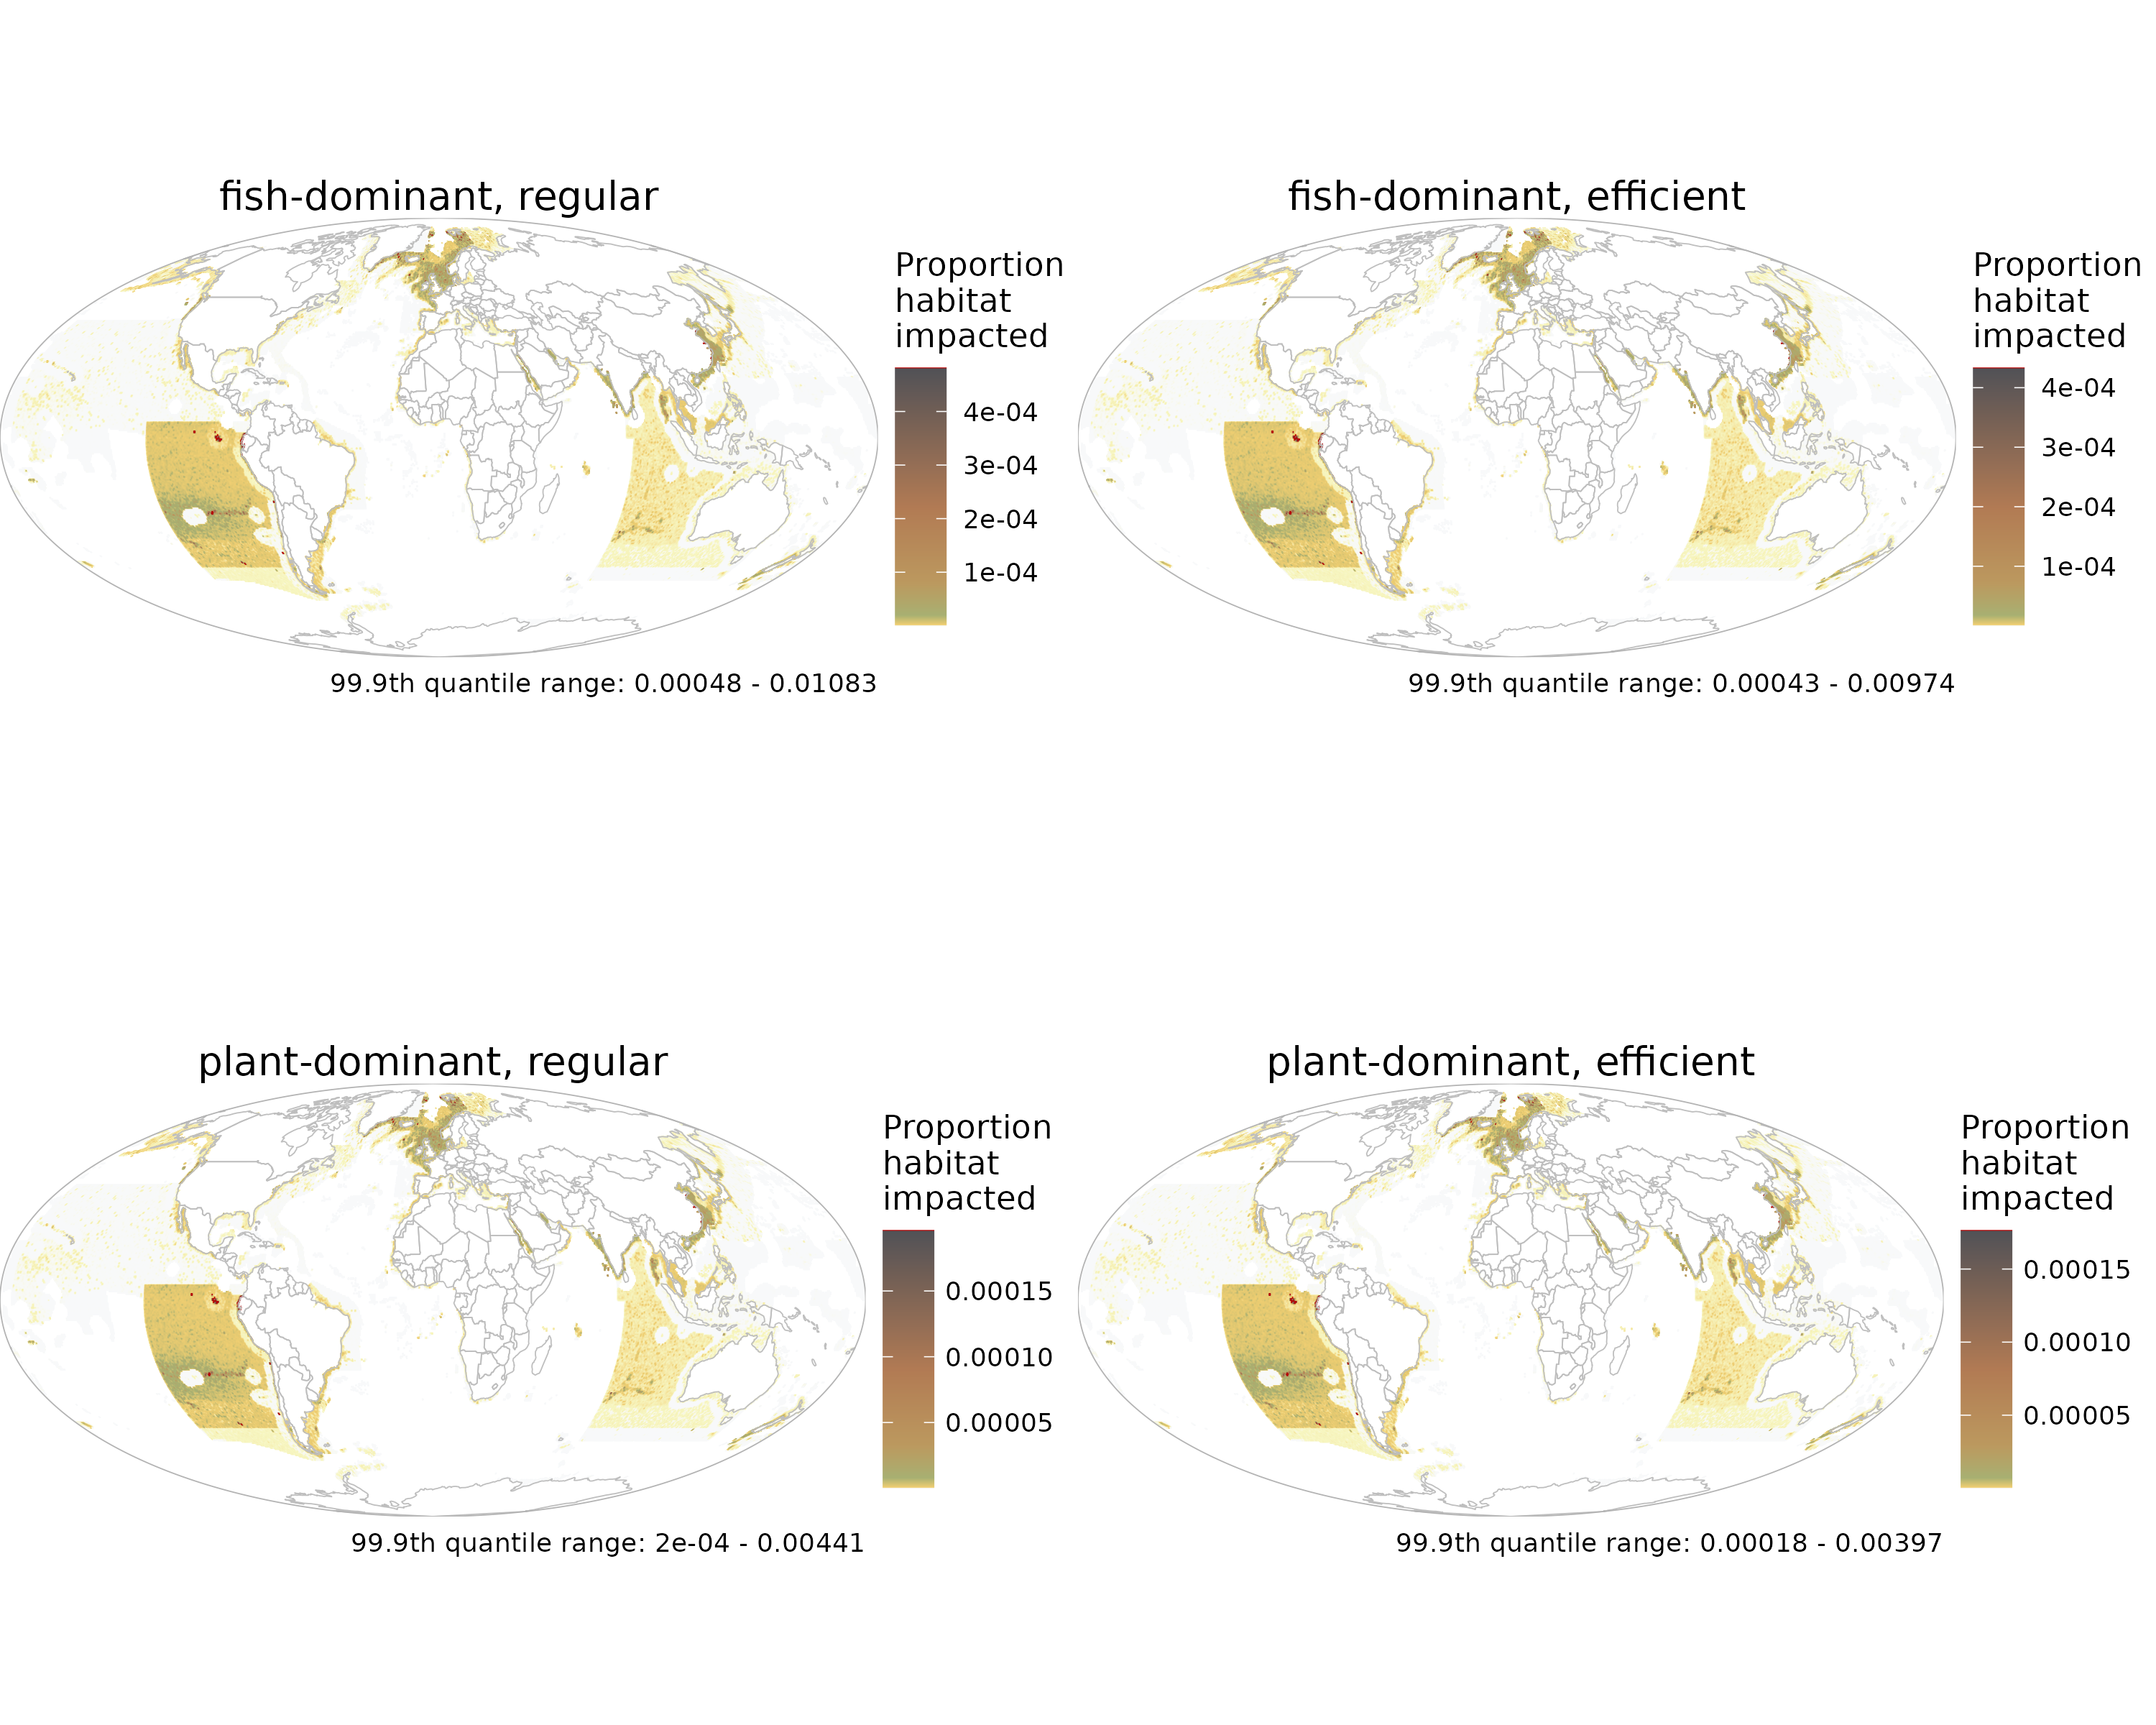 fish-dominant, regular
Proportion
habitat
impacted
4e-04
3e-04
2e-04
1e-04
99.9th quantile range: 0.00048 - 0.01083
fish-dominant, efficient
Proportion
habitat
impacted
4e-04
3e-04
2e-04
1e-04
99.9th quantile range: 0.00043 - 0.00974
plant-dominant, regular
Proportion
habitat
impacted
0.00015
0.00010
0.00005
99.9th quantile range: 2e-04 - 0.00441
plant-dominant, efficient
Proportion
habitat
impacted
0.00015
0.00010
0.00005
99.9th quantile range: 0.00018 - 0.00397